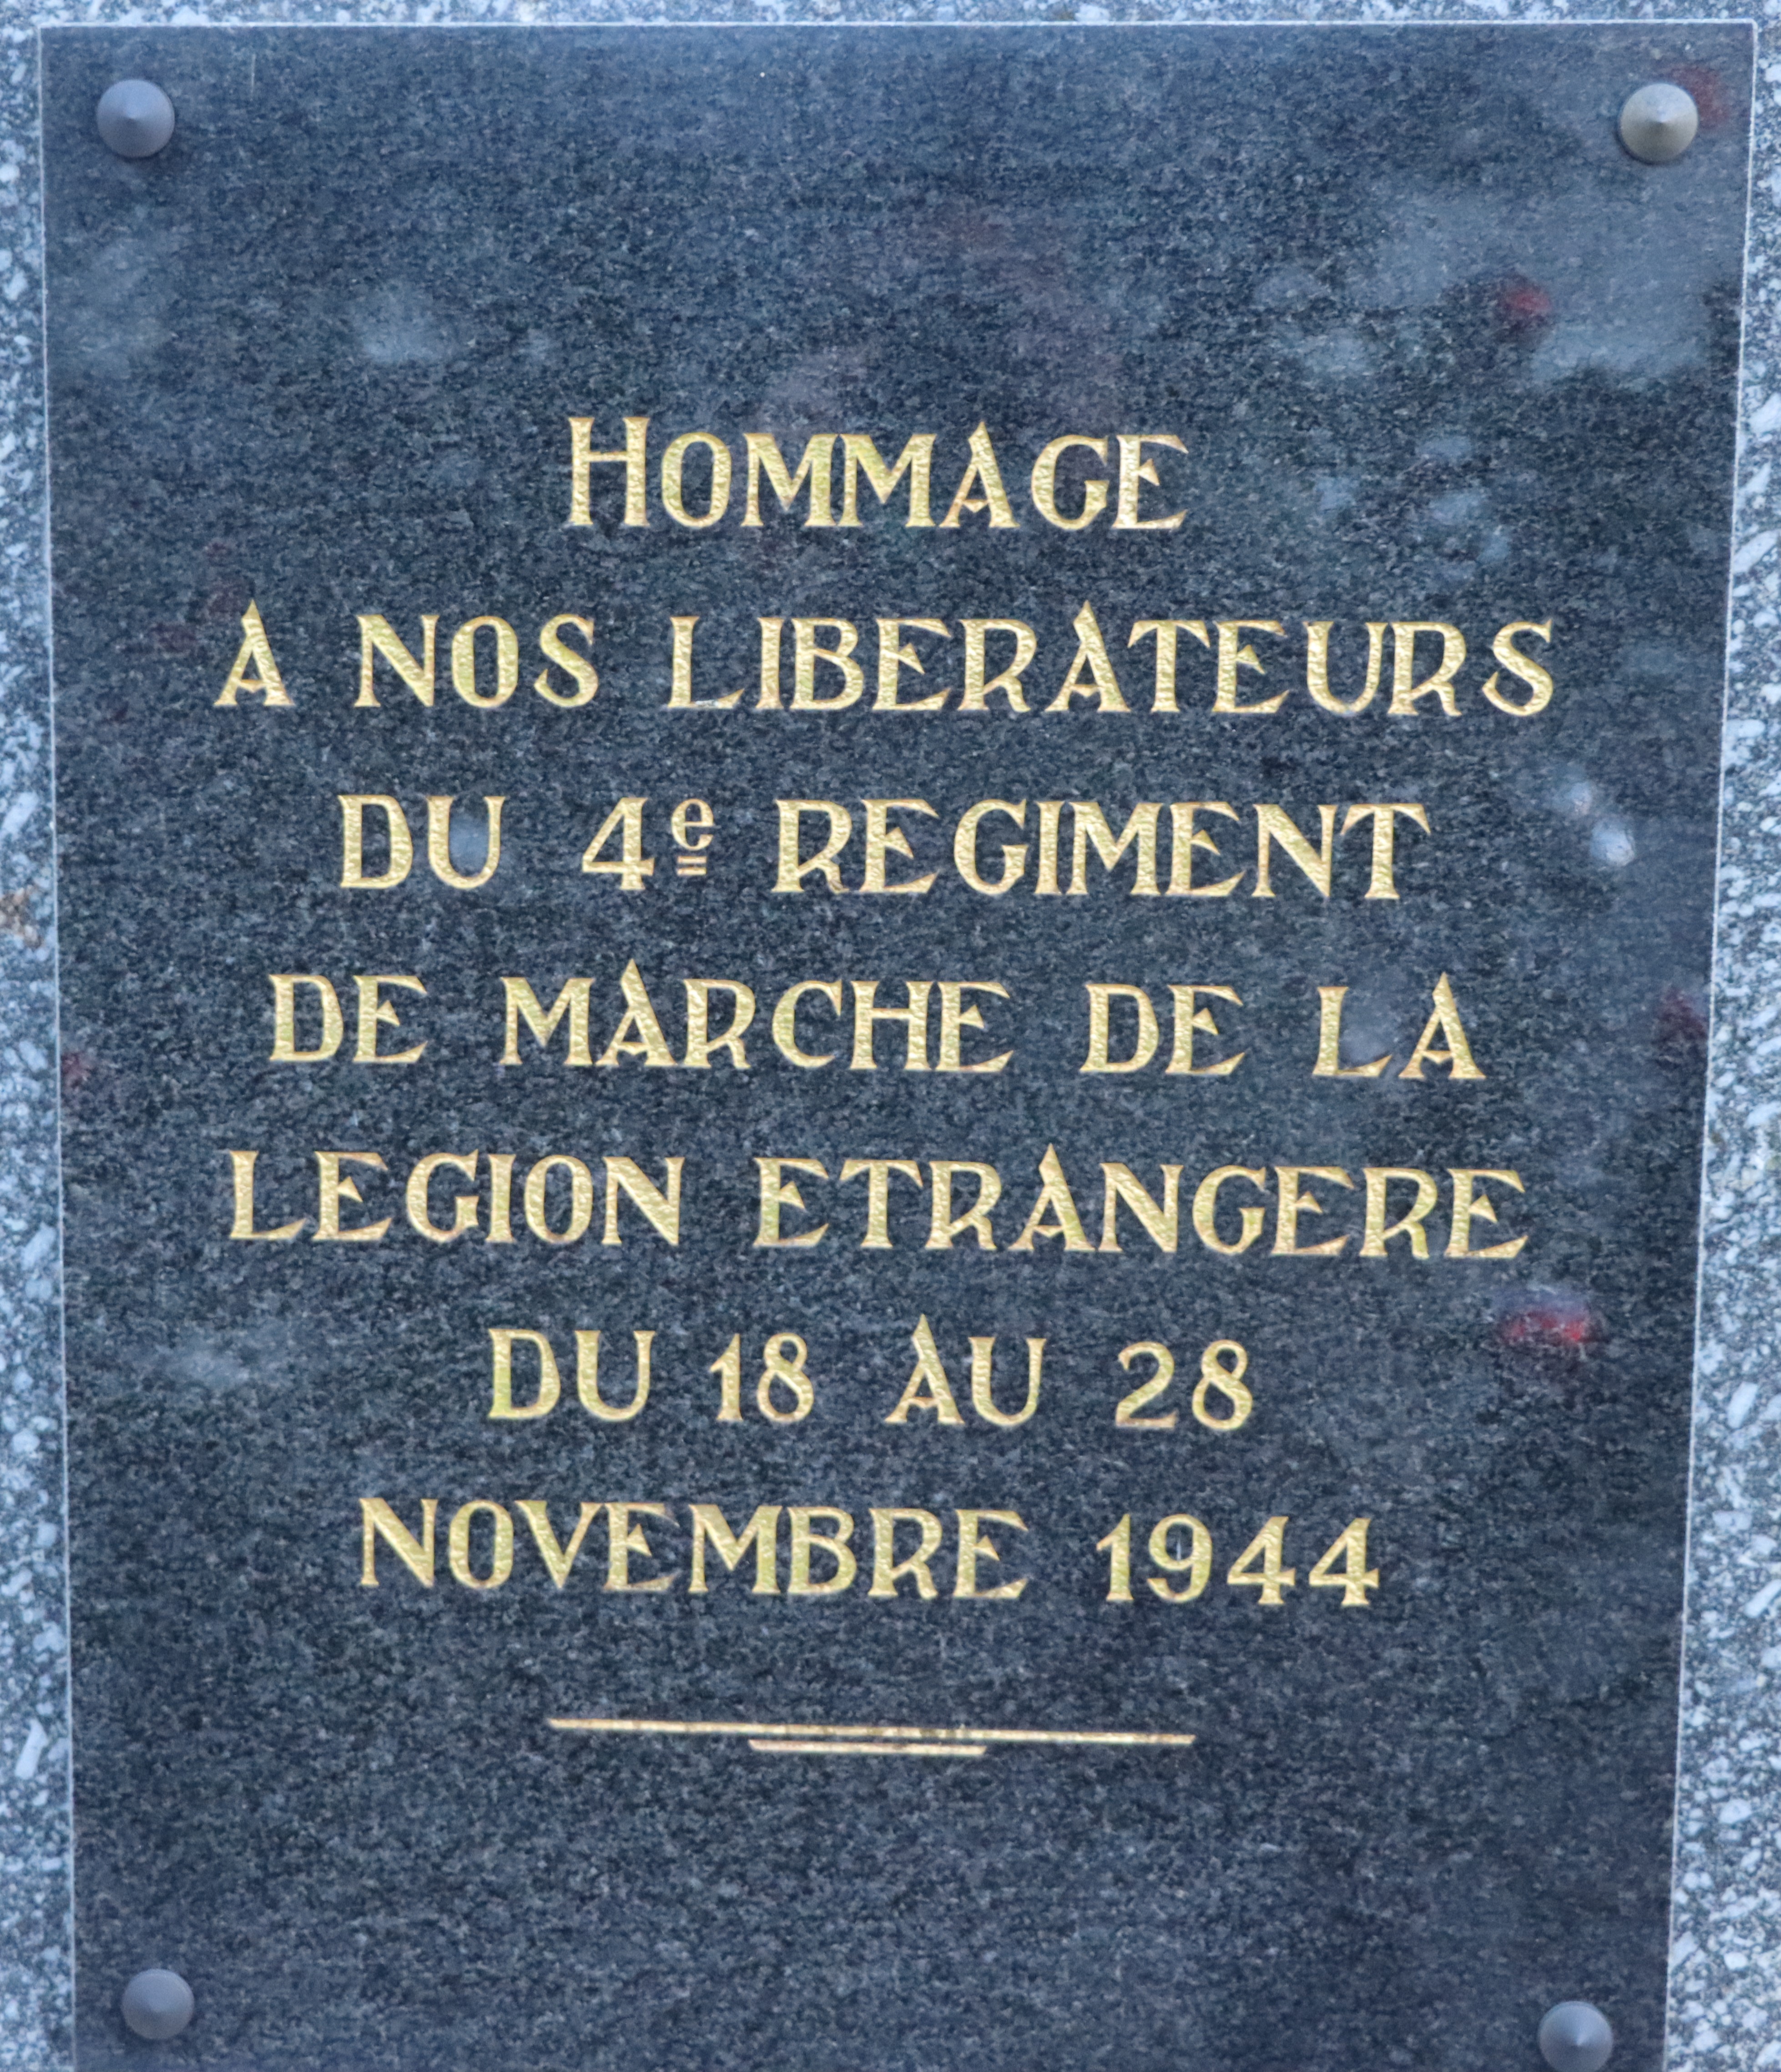 HOMMAGE
A NOS LIBERATEURS
DU 4e REGIMENT
DE MARCHE DE LA
LEGION ETRANGERE
DU 18 AU 28
NOVEMBRE 1944